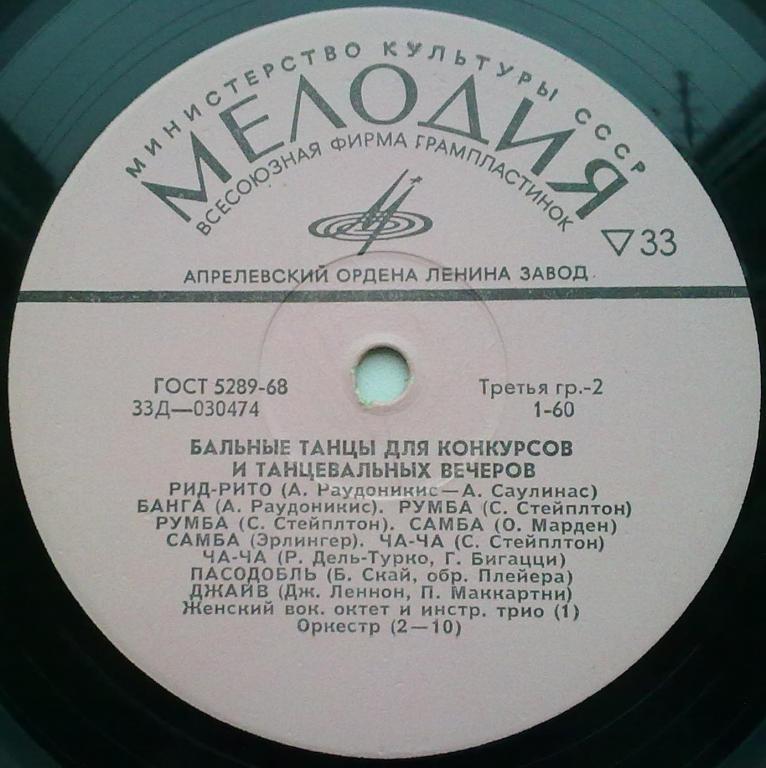 МИНИСТЕРСТВО КУЛЬТУРЫ СССР
МЕЛОДИЯ
ВСЕСОЮЗНАЯ ФИРМА ГРАМПЛАСТИНОК
▽33
АПРЕЛЕВСКИЙ ОРДЕНА ЛЕНИНА ЗАВОД
ГОСТ 5289-68 Третья гр.-2
33Д—030474 1-60
БАЛЬНЫЕ ТАНЦЫ ДЛЯ КОНКУРСОВ
И ТАНЦЕВАЛЬНЫХ ВЕЧЕРОВ
РИД-РИТО (А. Раудоникис—А. Саулинас)
БАНГА (А. Раудоникис). РУМБА (С. Стейплтон)
РУМБА (С. Стейплтон). САМБА (О. Марден)
САМБА (Эрлингер). ЧА-ЧА (С. Стейплтон)
ЧА-ЧА (Р. Дель-Турко, Г. Бигацци)
ПАСОДОБЛЬ (Б. Скай, обр. Плейера)
ДЖАЙВ (Дж. Леннон, П. Маккартни)
Женский вок. октет и инстр. трио (1)
Оркестр (2—10)